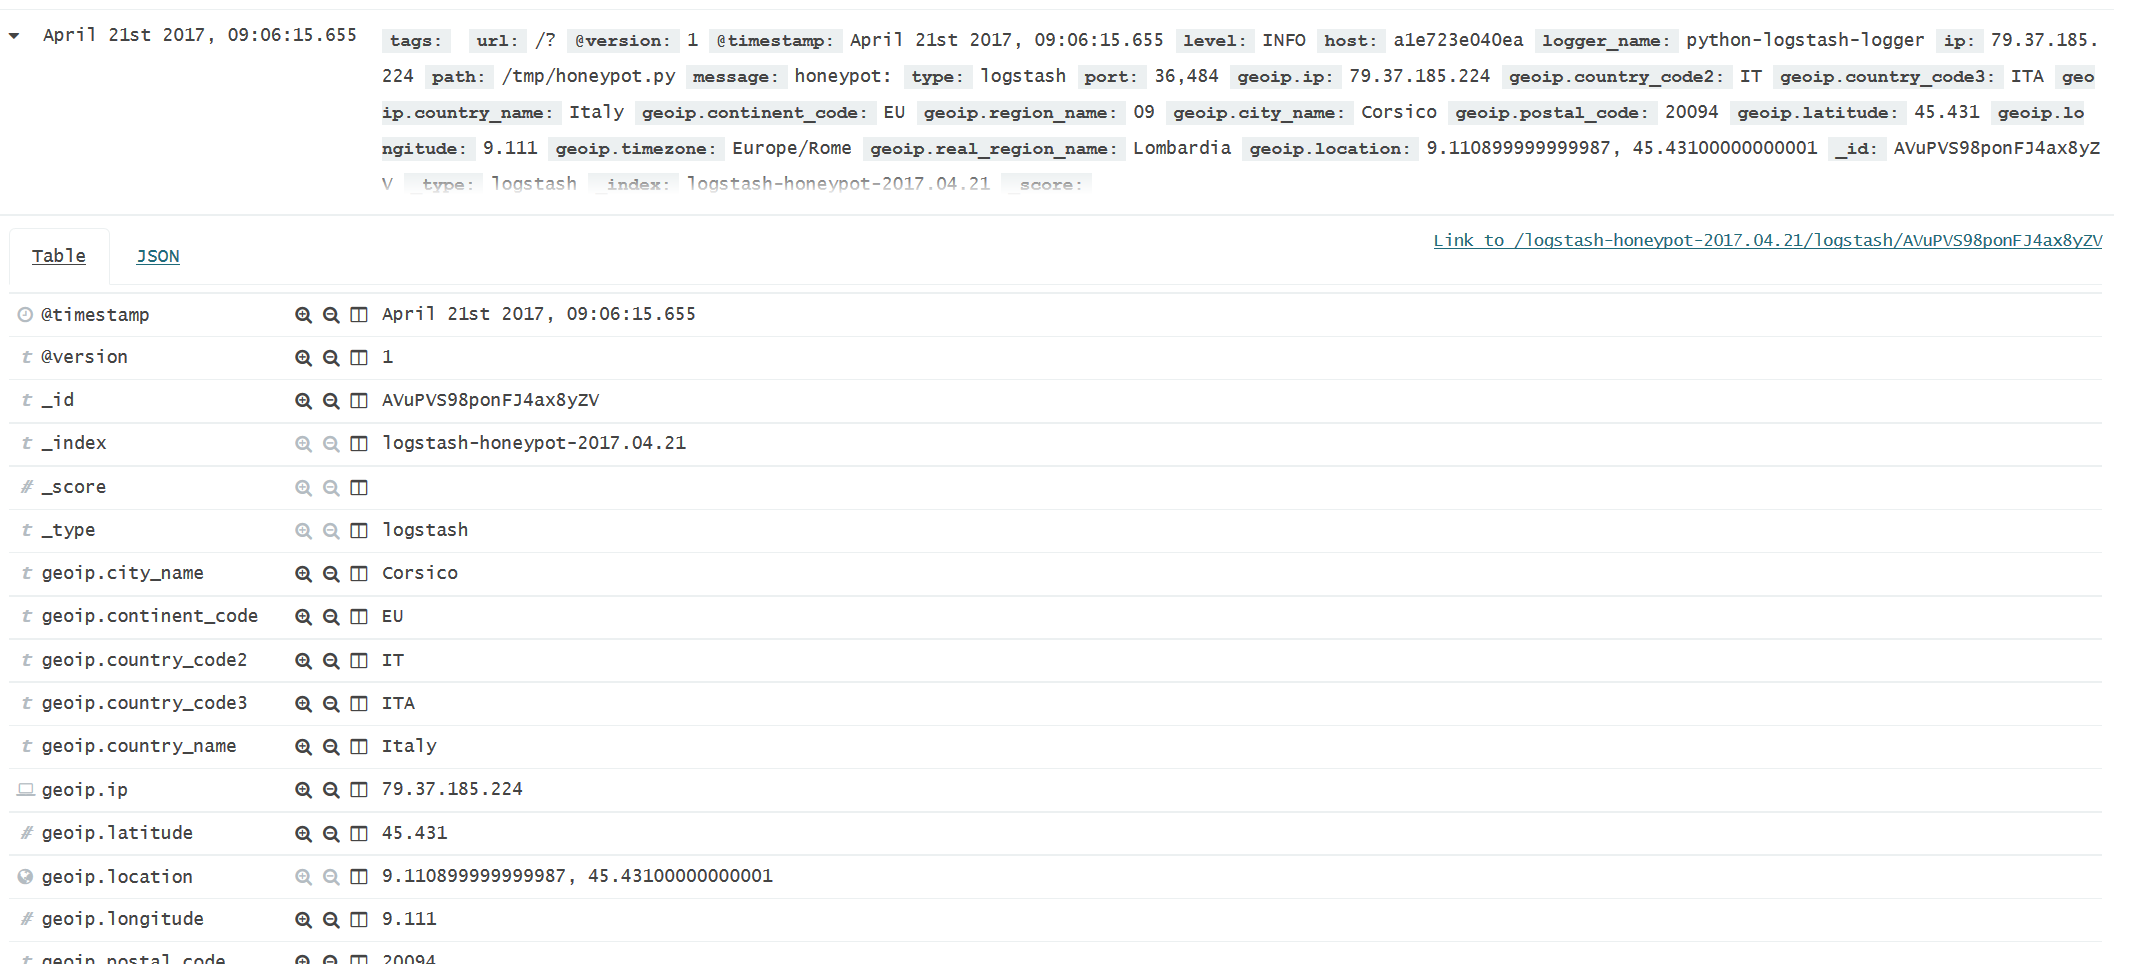 April 21st 2017, 09:06:15.655
tags: url: /? @version: 1 @timestamp: April 21st 2017, 09:06:15.655 level: INFO host: a1e723e040ea logger_name: python-logstash-logger ip: 79.37.185.
224 path: /tmp/honeypot.py message: honeypot: type: logstash port: 36,484 geoip.ip: 79.37.185.224 geoip.country_code2: IT geoip.country_code3: ITA geo
ip.country_name: Italy geoip.continent_code: EU geoip.region_name: 09 geoip.city_name: Corsico geoip.postal_code: 20094 geoip.latitude: 45.431 geoip.lo
ngitude: 9.111 geoip.timezone: Europe/Rome geoip.real_region_name: Lombardia geoip.location: 9.110899999999987, 45.43100000000001 _id: AVuPVS98ponFJ4ax8yZ
V _type: logstash _index: logstash-honeypot-2017.04.21 _score:
Link to /logstash-honeypot-2017.04.21/logstash/AVuPVS98ponFJ4ax8yZV
Table JSON
@timestamp April 21st 2017, 09:06:15.655
t @version 1
t _id AVuPVS98ponFJ4ax8yZV
t _index logstash-honeypot-2017.04.21
# _score
t _type logstash
t geoip.city_name Corsico
t geoip.continent_code EU
t geoip.country_code2 IT
t geoip.country_code3 ITA
t geoip.country_name Italy
geoip.ip 79.37.185.224
# geoip.latitude 45.431
geoip.location 9.110899999999987, 45.43100000000001
# geoip.longitude 9.111
t geoip.postal_code 20094